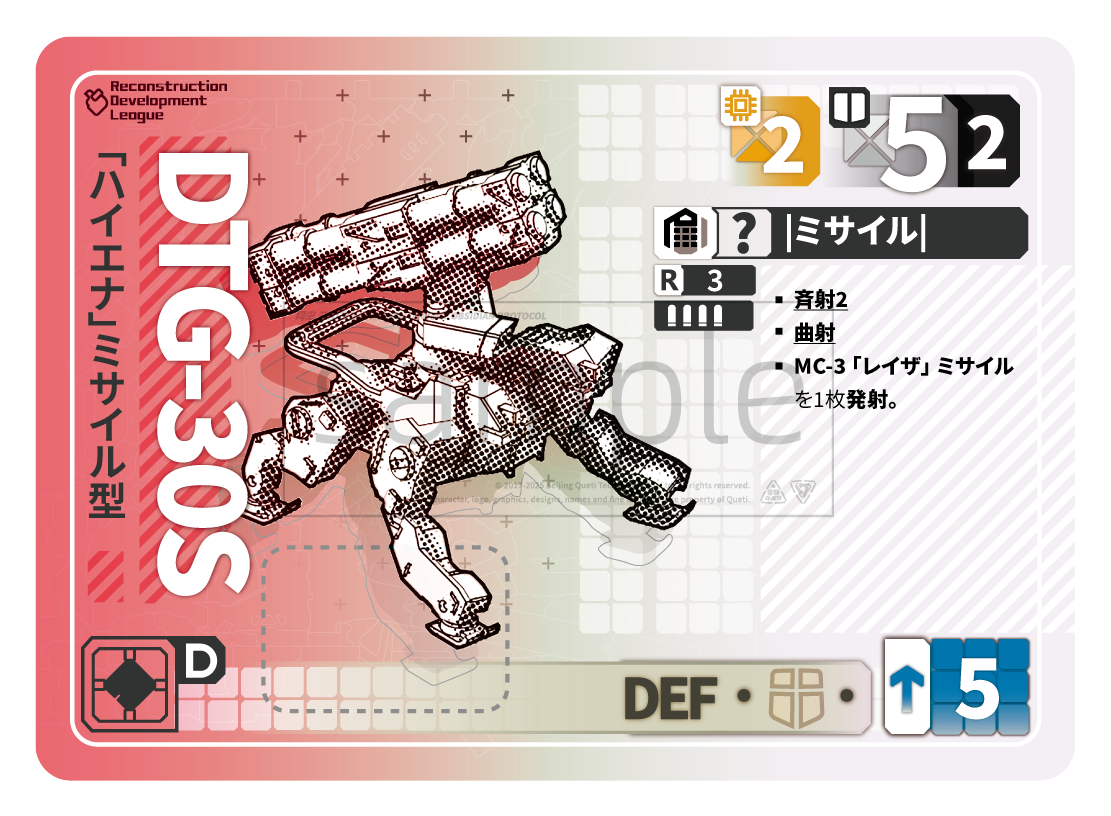 Reconstruction
Development
League
「ハイエナ」ミサイル型
DTG-30S
2
5
2
?
|ミサイル|
R 3
!!!!
▪ 斉射2
▪ 曲射
▪ MC-3「レイザ」ミサイル
を1枚発射。
OBSIDIAN PROTOCOL
sample
D
DEF • •
5